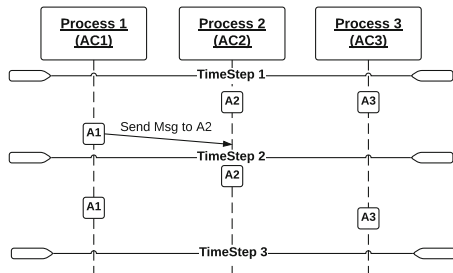 Process 1
(AC1)
Process 2
(AC2)
Process 3
(AC3)
TimeStep 1
A2
A3
A1
Send Msg to A2
TimeStep 2
A2
A1
A3
TimeStep 3